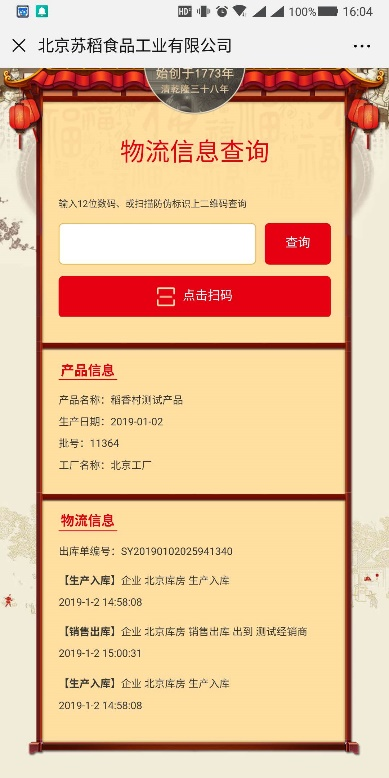 HD 100% 16:04
北京苏稻食品工业有限公司
始创于1773年
清乾隆三十八年
物流信息查询
输入12位数码、或扫描防伪标识上二维码查询
查询
点击扫码
产品信息
产品名称：稻香村测试产品
生产日期：2019-01-02
批号：11364
工厂名称：北京工厂
物流信息
出库单编号：SY20190102025941340
【生产入库】企业 北京库房 生产入库
2019-1-2 14:58:08
【销售出库】企业 北京库房 销售出库 出到 测试经销商
2019-1-2 15:00:31
【生产入库】企业 北京库房 生产入库
2019-1-2 14:58:08